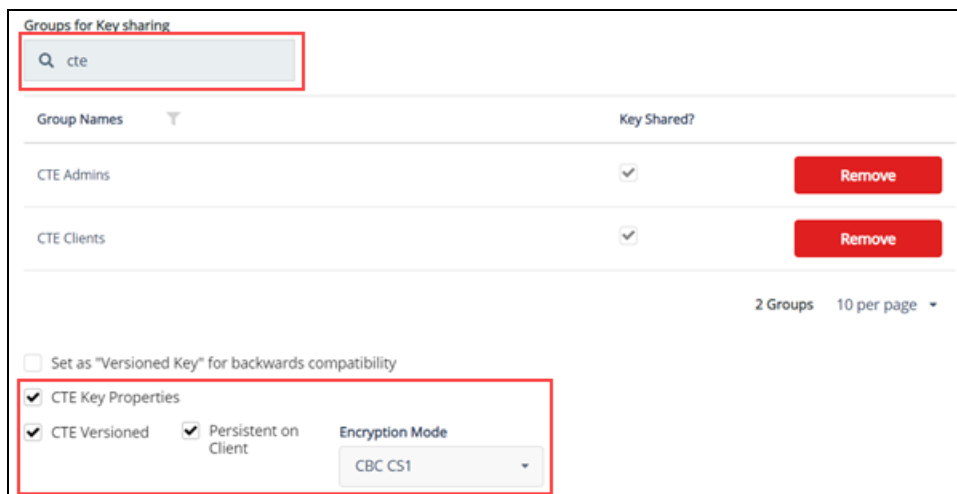 Groups for Key sharing
cte
Group Names Key Shared?
CTE Admins Remove
CTE Clients Remove
2 Groups 10 per page
Set as "Versioned Key" for backwards compatibility
CTE Key Properties
CTE Versioned Persistent on Client Encryption Mode
CBC CS1